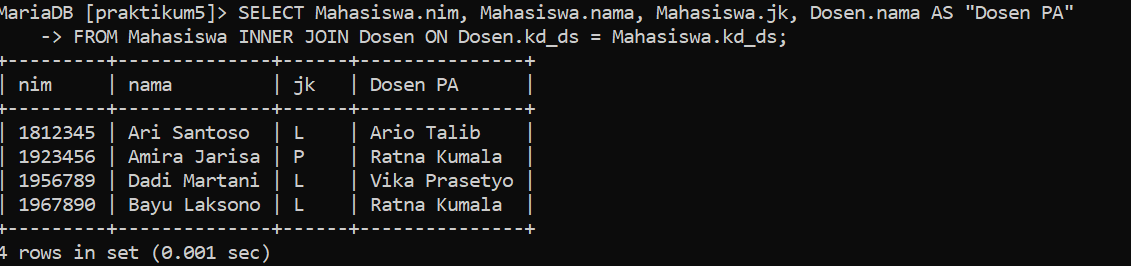 MariaDB [praktikum5]> SELECT Mahasiswa.nim, Mahasiswa.nama, Mahasiswa.jk, Dosen.nama AS "Dosen PA"
    -> FROM Mahasiswa INNER JOIN Dosen ON Dosen.kd_ds = Mahasiswa.kd_ds;
+---------+--------------+------+---------------+
| nim     | nama         | jk   | Dosen PA      |
+---------+--------------+------+---------------+
| 1812345 | Ari Santoso  | L    | Ario Talib    |
| 1923456 | Amira Jarisa | P    | Ratna Kumala  |
| 1956789 | Dadi Martani | L    | Vika Prasetyo |
| 1967890 | Bayu Laksono | L    | Ratna Kumala  |
+---------+--------------+------+---------------+
4 rows in set (0.001 sec)